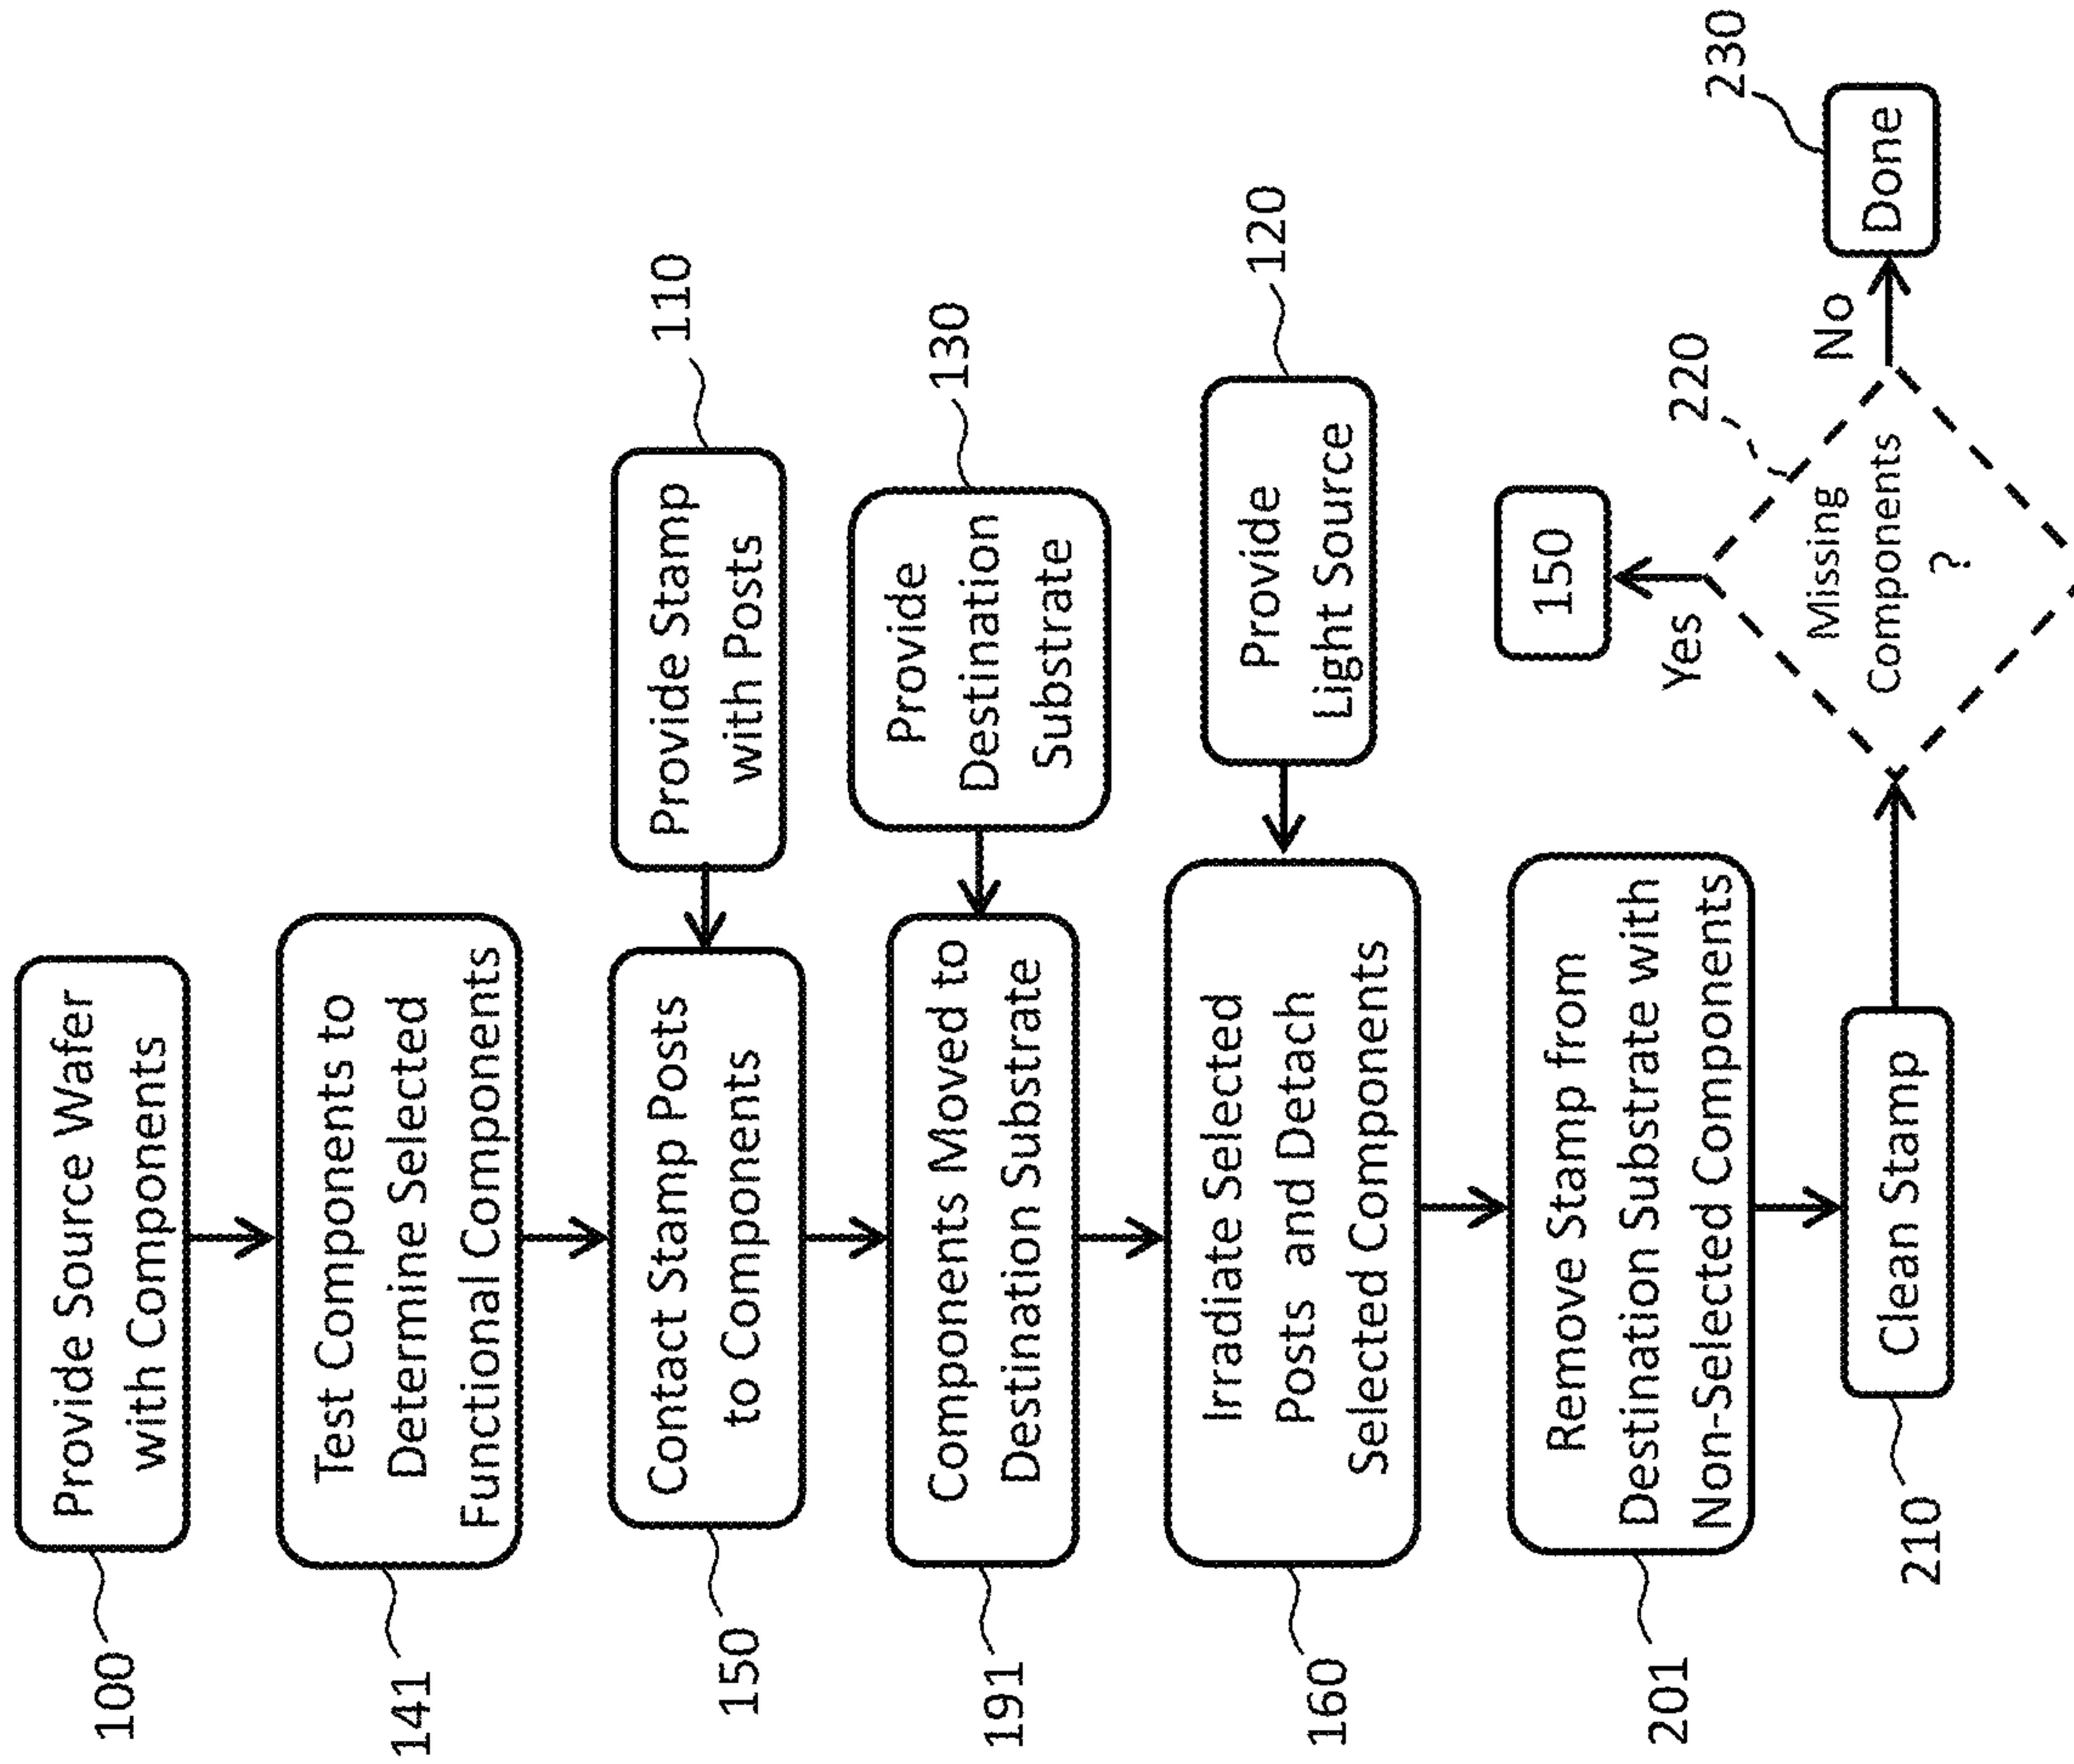 100
Provide Source Wafer
with Components
141
Test Components to
Determine Selected
Functional Components
150
Contact Stamp Posts
to Components
Provide Stamp
with Posts
110
191
Components Moved to
Destination Substrate
Provide
Destination
Substrate
130
160
Irradiate Selected
Posts and Detach
Selected Components
Provide
Light Source
120
201
Remove Stamp from
Destination Substrate with
Non-Selected Components
150
Yes
220
210
Clean Stamp
Missing
Components
?
No
Done
230